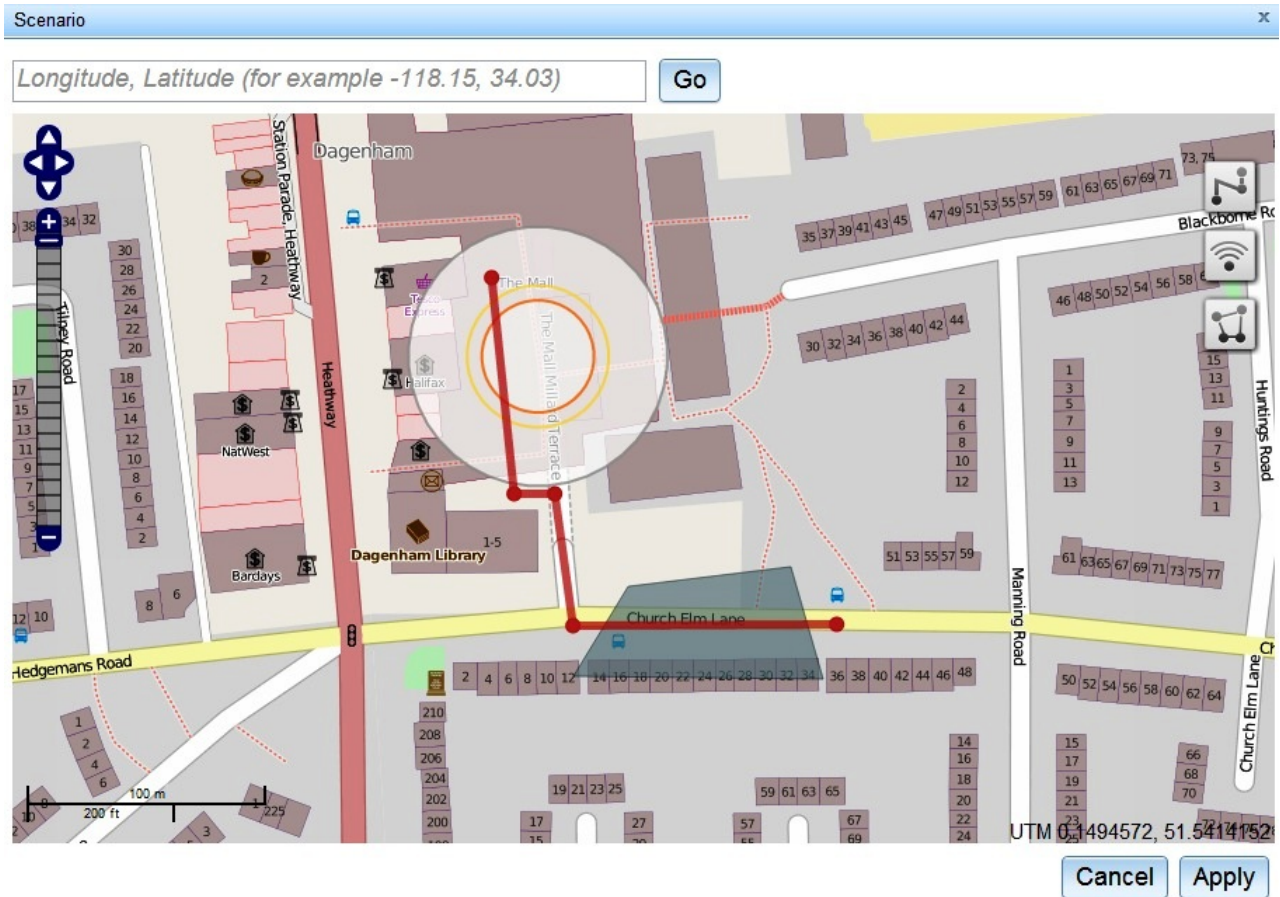 Scenario
x
Longitude, Latitude (for example -118.15, 34.03)
Go
Station Parade, Heathway
Dagenham
73, 75
61 63 65 67 69 71
47 49 51 53 55 57 59
35 37 39 41 43 45
34 32
38
30
28
26
24
22
20
Tilney Road
2
Tesco
Express
The Mall
The Mall Millard Terrace
Blackborne
46 48 50 52 54 56 58
30 32 34 36 38 40 42 44
Heathway
Halifax
18
16
14
12
10
8
6
4
2
17
15
13
11
9
7
5
3
1
NatWest
2
4
6
8
10
12
1
3
5
7
9
11
13
15
13
11
9
7
5
3
1
Huntings Road
Dagenham Library
1-5
Barclays
8 6
12 10
51 53 55 57 59
61 63 65 67 69 71 73 75 77
Manning Road
Church Elm Lane
Hedgemans Road
2 4 6 8 10 12
14 16 18 20 22 24 26 28 30 32 34
36 38 40 42 44 46 48
50 52 54 56 58 60 62 64
Church Elm Lane
1
2
4
6
210
208
206
204
202
200
14
16
18
20
22
24
15
17
19
21
23
66
68
70
19 21 23 25
59 61 63 65
17
15
27
57
55
67
69
225
3
100 m
200 ft
UTM 0.1494572, 51.5414152
Cancel
Apply